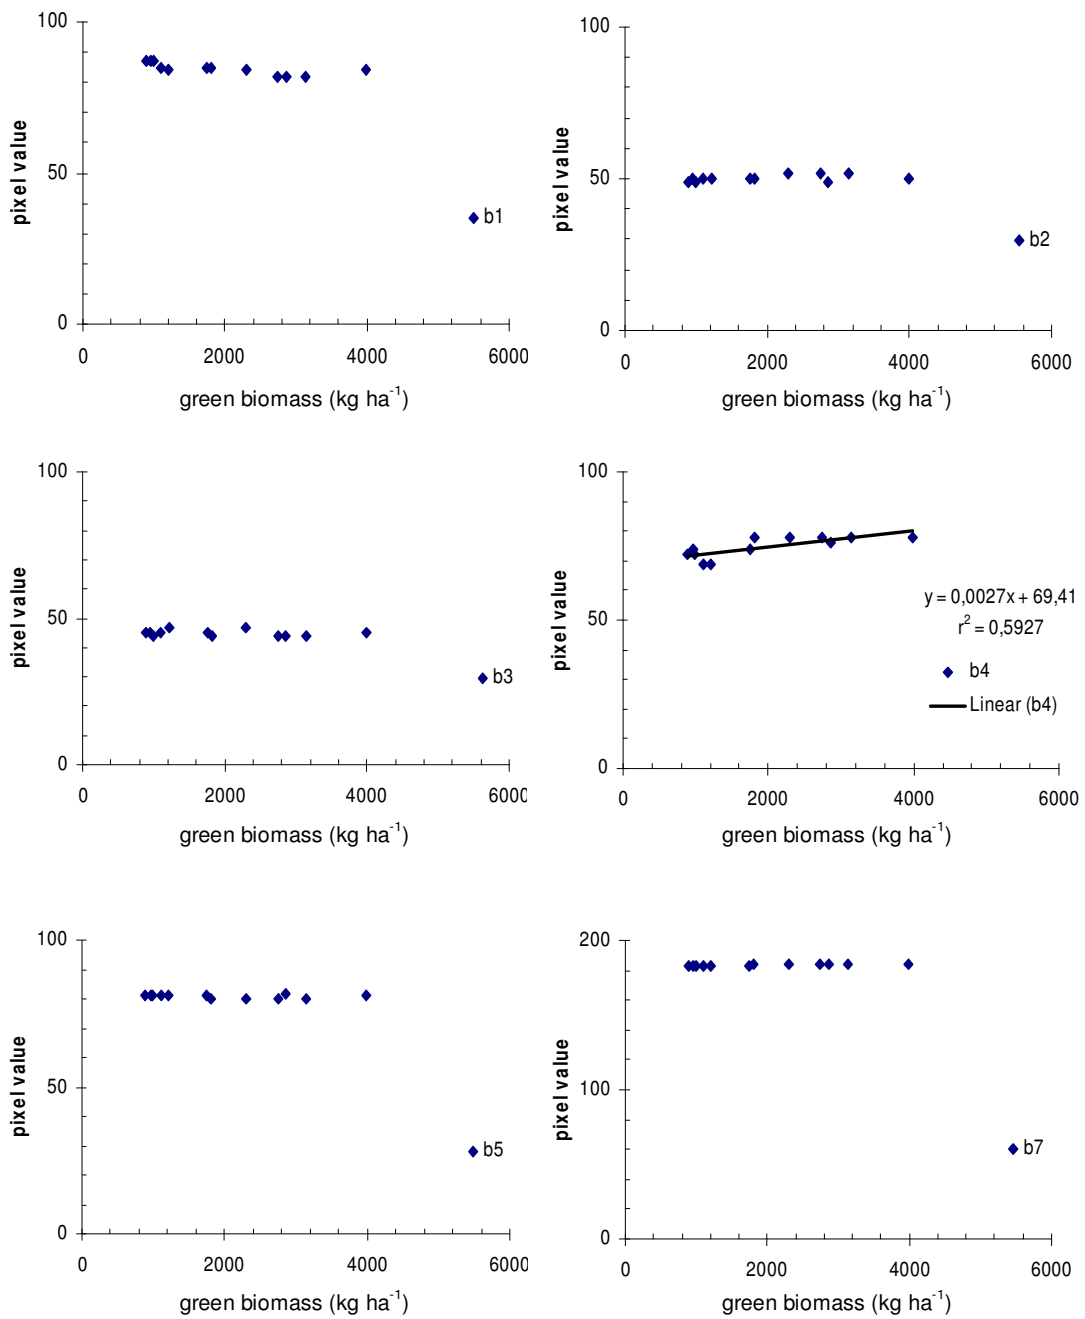 100
50
0
pixel value
b1
0 2000 4000 6000
green biomass (kg ha⁻¹)
100
50
0
pixel value
b2
0 2000 4000 6000
green biomass (kg ha⁻¹)
100
50
0
pixel value
b3
0 2000 4000 6000
green biomass (kg ha⁻¹)
100
50
0
pixel value
y = 0,0027x + 69,41
r² = 0,5927
b4
Linear (b4)
0 2000 4000 6000
green biomass (kg ha⁻¹)
100
50
0
pixel value
b5
0 2000 4000 6000
green biomass (kg ha⁻¹)
200
100
0
pixel value
b7
0 2000 4000 6000
green biomass (kg ha⁻¹)